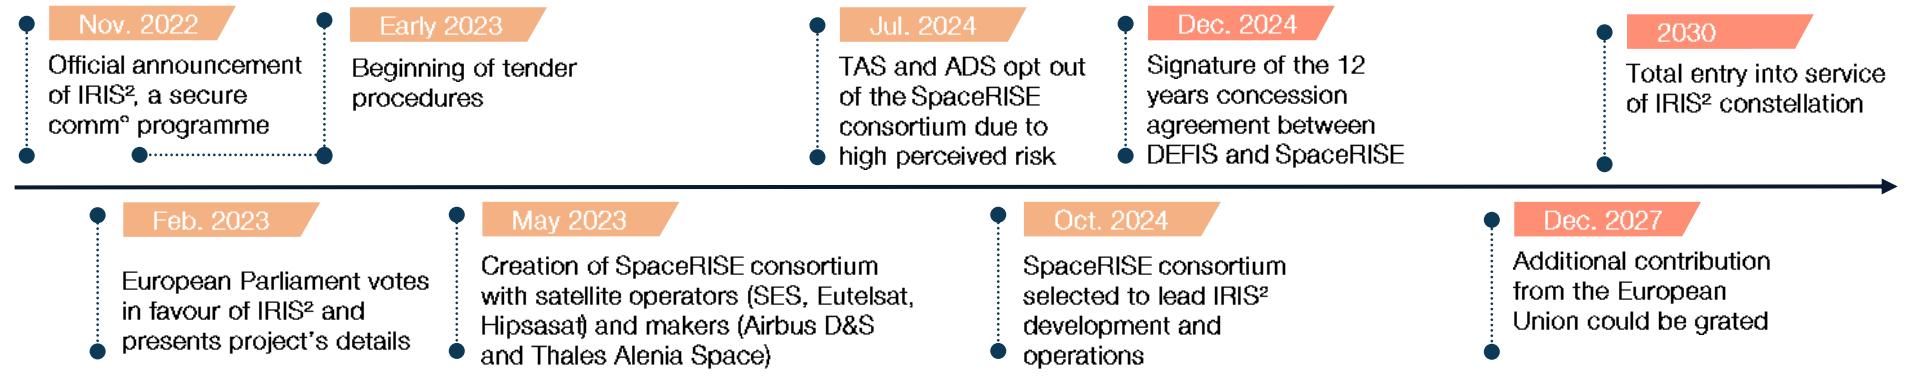 Nov. 2022
Official announcement
of IRIS², a secure
comm° programme
Early 2023
Beginning of tender
procedures
Jul. 2024
TAS and ADS opt out
of the SpaceRISE
consortium due to
high perceived risk
Dec. 2024
Signature of the 12
years concession
agreement between
DEFIS and SpaceRISE
2030
Total entry into service
of IRIS² constellation
Feb. 2023
European Parliament votes
in favour of IRIS² and
presents project's details
May 2023
Creation of SpaceRISE consortium
with satellite operators (SES, Eutelsat,
Hipsasat) and makers (Airbus D&S
and Thales Alenia Space)
Oct. 2024
SpaceRISE consortium
selected to lead IRIS²
development and
operations
Dec. 2027
Additional contribution
from the European
Union could be grated